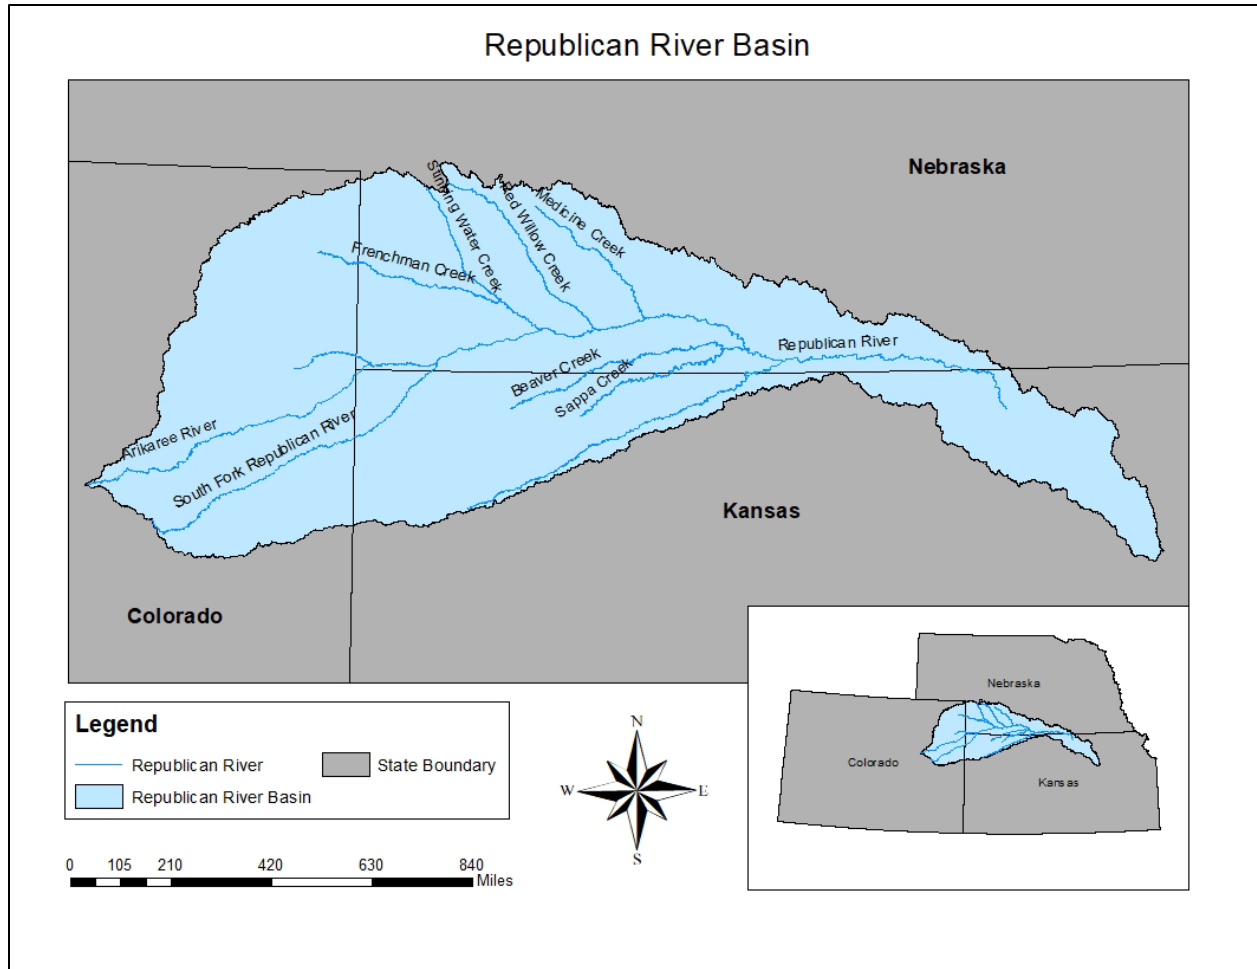 Republican River Basin
Nebraska
Stinking Water Creek
Red Willow Creek
Medicine Creek
Frenchman Creek
Republican River
Beaver Creek
Sappa Creek
Arikaree River
South Fork Republican River
Kansas
Colorado
Legend
Republican River
State Boundary
Republican River Basin
N
W
E
S
0 105 210 420 630 840
Miles
Nebraska
Colorado
Kansas